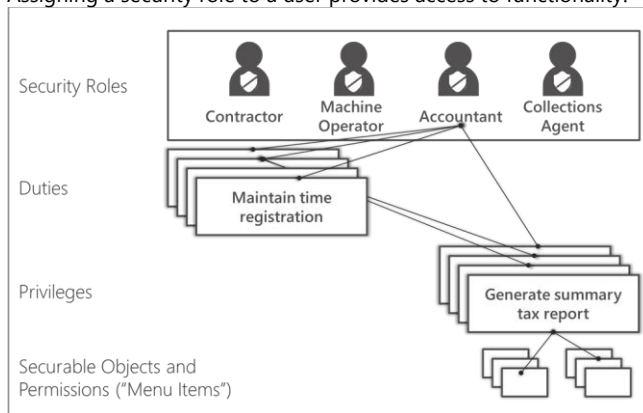 Assigning a security role to a user provides access to functionality.
Security Roles
Contractor
Machine
Operator
Accountant
Collections
Agent
Duties
Maintain time
registration
Privileges
Generate summary
tax report
Securable Objects and
Permissions (“Menu Items”)